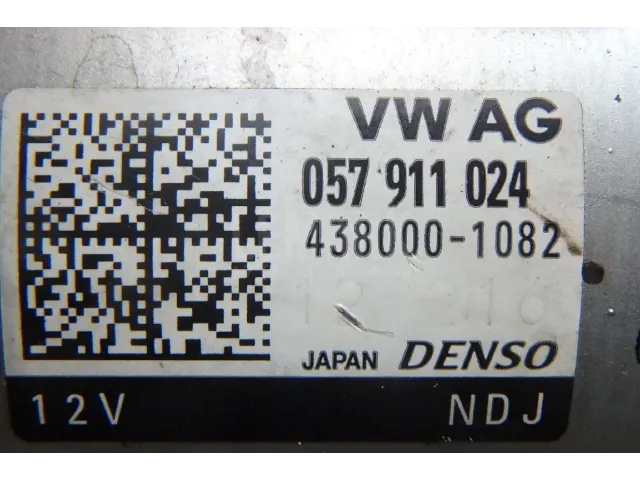 VW AG
057 911 024
438000-1082
JAPAN DENSO
12V NDJ